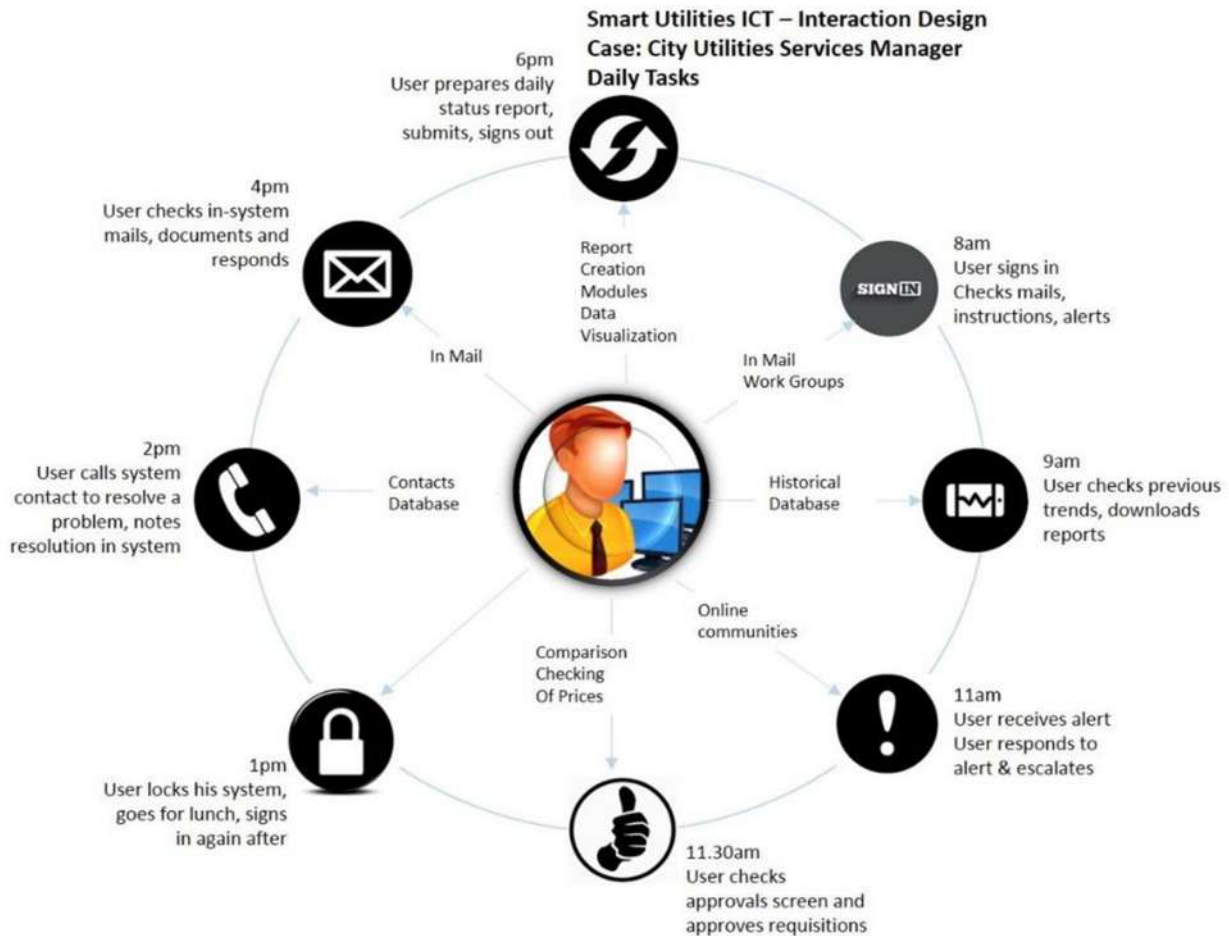 Smart Utilities ICT – Interaction Design
Case: City Utilities Services Manager
Daily Tasks
6pm
User prepares daily
status report,
submits, signs out
4pm
User checks in-system
mails, documents and
responds
Report
Creation
Modules
Data
Visualization
SIGN IN
8am
User signs in
Checks mails,
instructions, alerts
In Mail
In Mail
Work Groups
2pm
User calls system
contact to resolve a
problem, notes
resolution in system
Contacts
Database
Historical
Database
9am
User checks previous
trends, downloads
reports
Online
communities
Comparison
Checking
Of Prices
11am
User receives alert
User responds to
alert & escalates
1pm
User locks his system,
goes for lunch, signs
in again after
11.30am
User checks
approvals screen and
approves requisitions